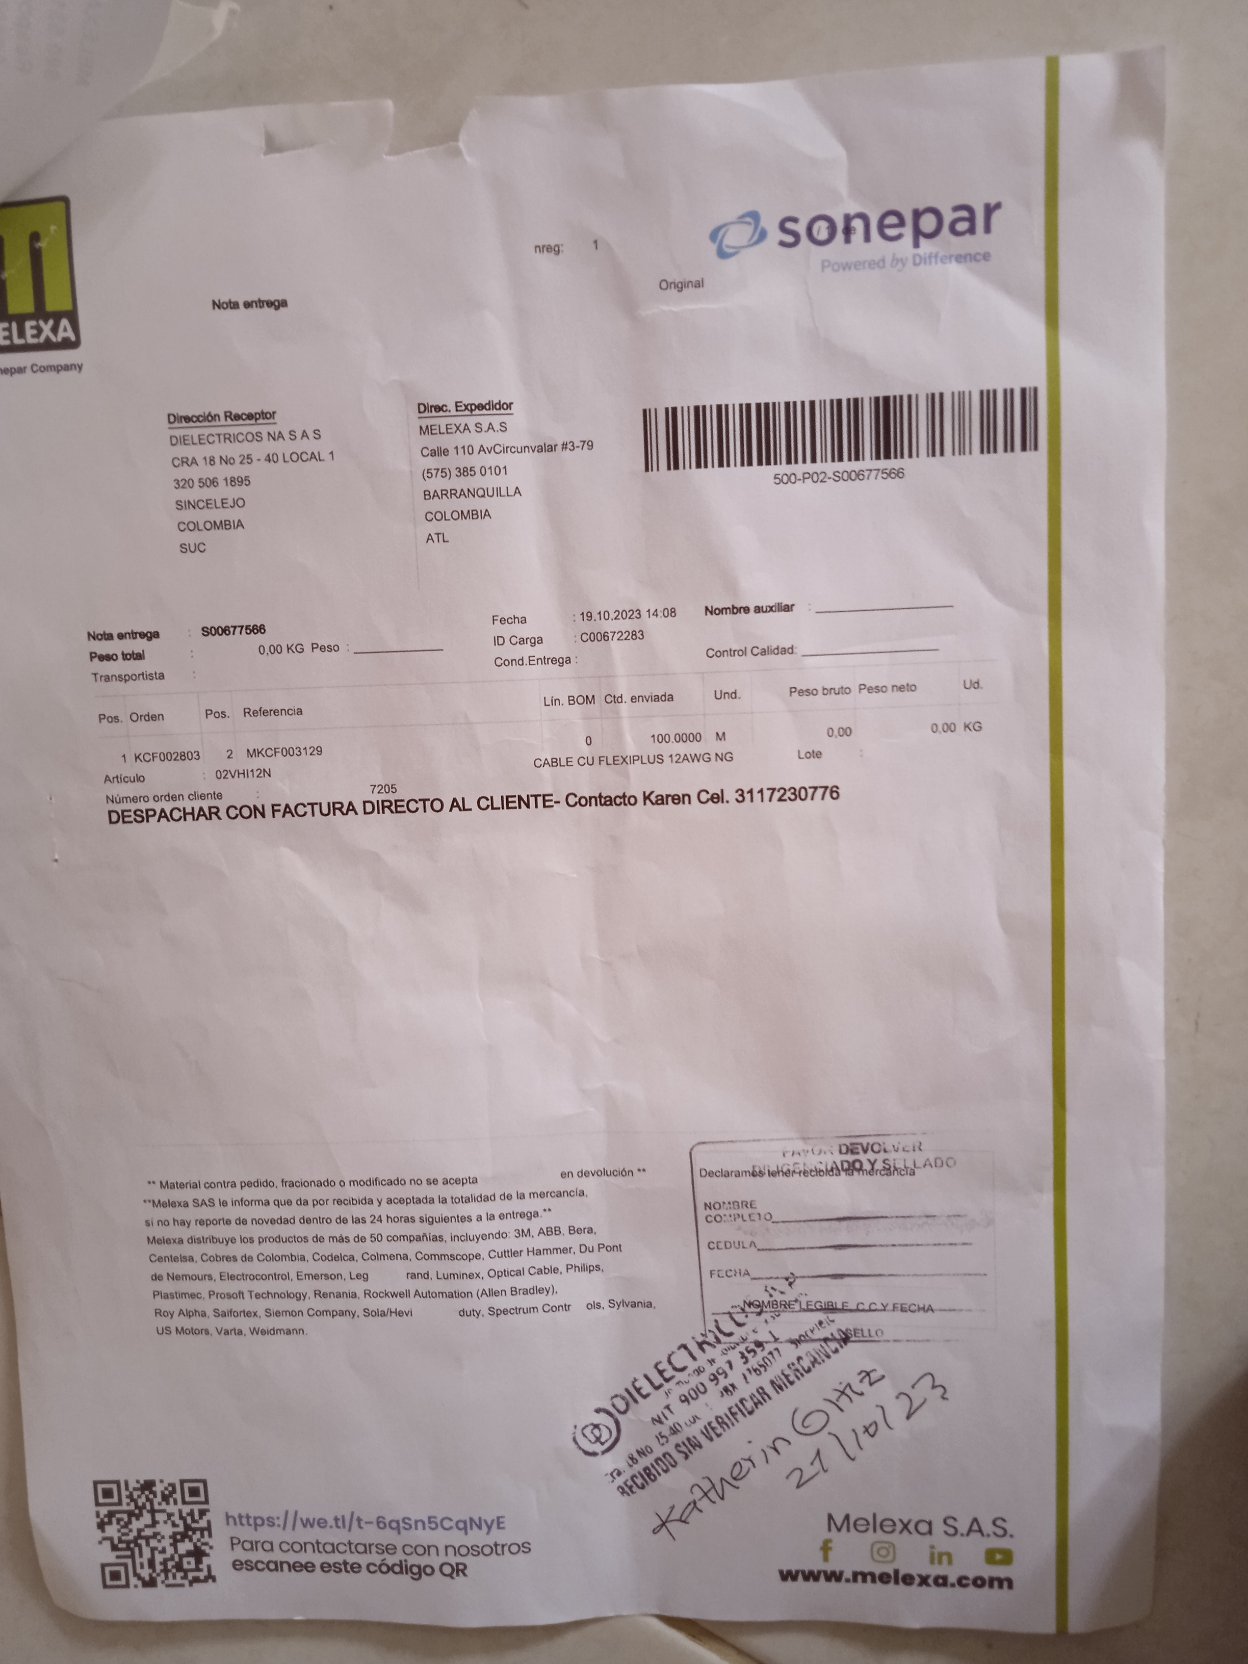 MELEXA
nepar Company
sonepar
Powered by Difference
nreg: 1
Original
Nota entrega
Dirección Receptor
DIELECTRICOS NA S A S
CRA 18 No 25 - 40 LOCAL 1
320 506 1895
SINCELEJO
COLOMBIA
SUC
Direc. Expedidor
MELEXA S.A.S
Calle 110 AvCircunvalar #3-79
(575) 385 0101
BARRANQUILLA
COLOMBIA
ATL
500-P02-S00677566
Nota entrega : S00677566
Peso total : 0,00 KG Peso :
Transportista :
Fecha : 19.10.2023 14:08
ID Carga : C00672283
Cond.Entrega :
Nombre auxiliar :
Control Calidad:
Pos. Orden Pos. Referencia Lín. BOM Ctd. enviada Und. Peso bruto Peso neto Ud.
1 KCF002803 2 MKCF003129 0 100.0000 M 0,00 0,00 KG
Artículo : 02VHI12N CABLE CU FLEXIPLUS 12AWG NG Lote :
Número orden cliente : 7205
DESPACHAR CON FACTURA DIRECTO AL CLIENTE- Contacto Karen Cel. 3117230776
** Material contra pedido, fraccionado o modificado no se acepta en devolución **
**Melexa SAS le informa que da por recibida y aceptada la totalidad de la mercancía,
si no hay reporte de novedad dentro de las 24 horas siguientes a la entrega.**
Melexa distribuye los productos de más de 50 compañias, incluyendo: 3M, ABB, Bera,
Centelsa, Cobres de Colombia, Codelca, Colmena, Commscope, Cuttler Hammer, Du Pont
de Nemours, Electrocontrol, Emerson, Leg rand, Luminex, Optical Cable, Philips,
Plastimec, Prosoft Technology, Renania, Rockwell Automation (Allen Bradley),
Roy Alpha, Saifortex, Siemon Company, Sola/Hevi duty, Spectrum Contr ols, Sylvania,
US Motors, Varta, Weidmann.
FAVOR DEVOLVER
DILIGENCIADO Y SELLADO
Declaramos tener recibida la mercancía
NOMBRE
COMPLETO
CEDULA
FECHA
NOMBRE LEGIBLE, C.C Y FECHA
SELLO
DIELECTRICOS
NIT 900 997 359-1
RECIBIDO SIN VERIFICAR MERCANCIA
Katherin Ortiz
21/10/23
https://we.tl/t-6qSn5CqNyE
Para contactarse con nosotros
escanee este código QR
Melexa S.A.S.
www.melexa.com